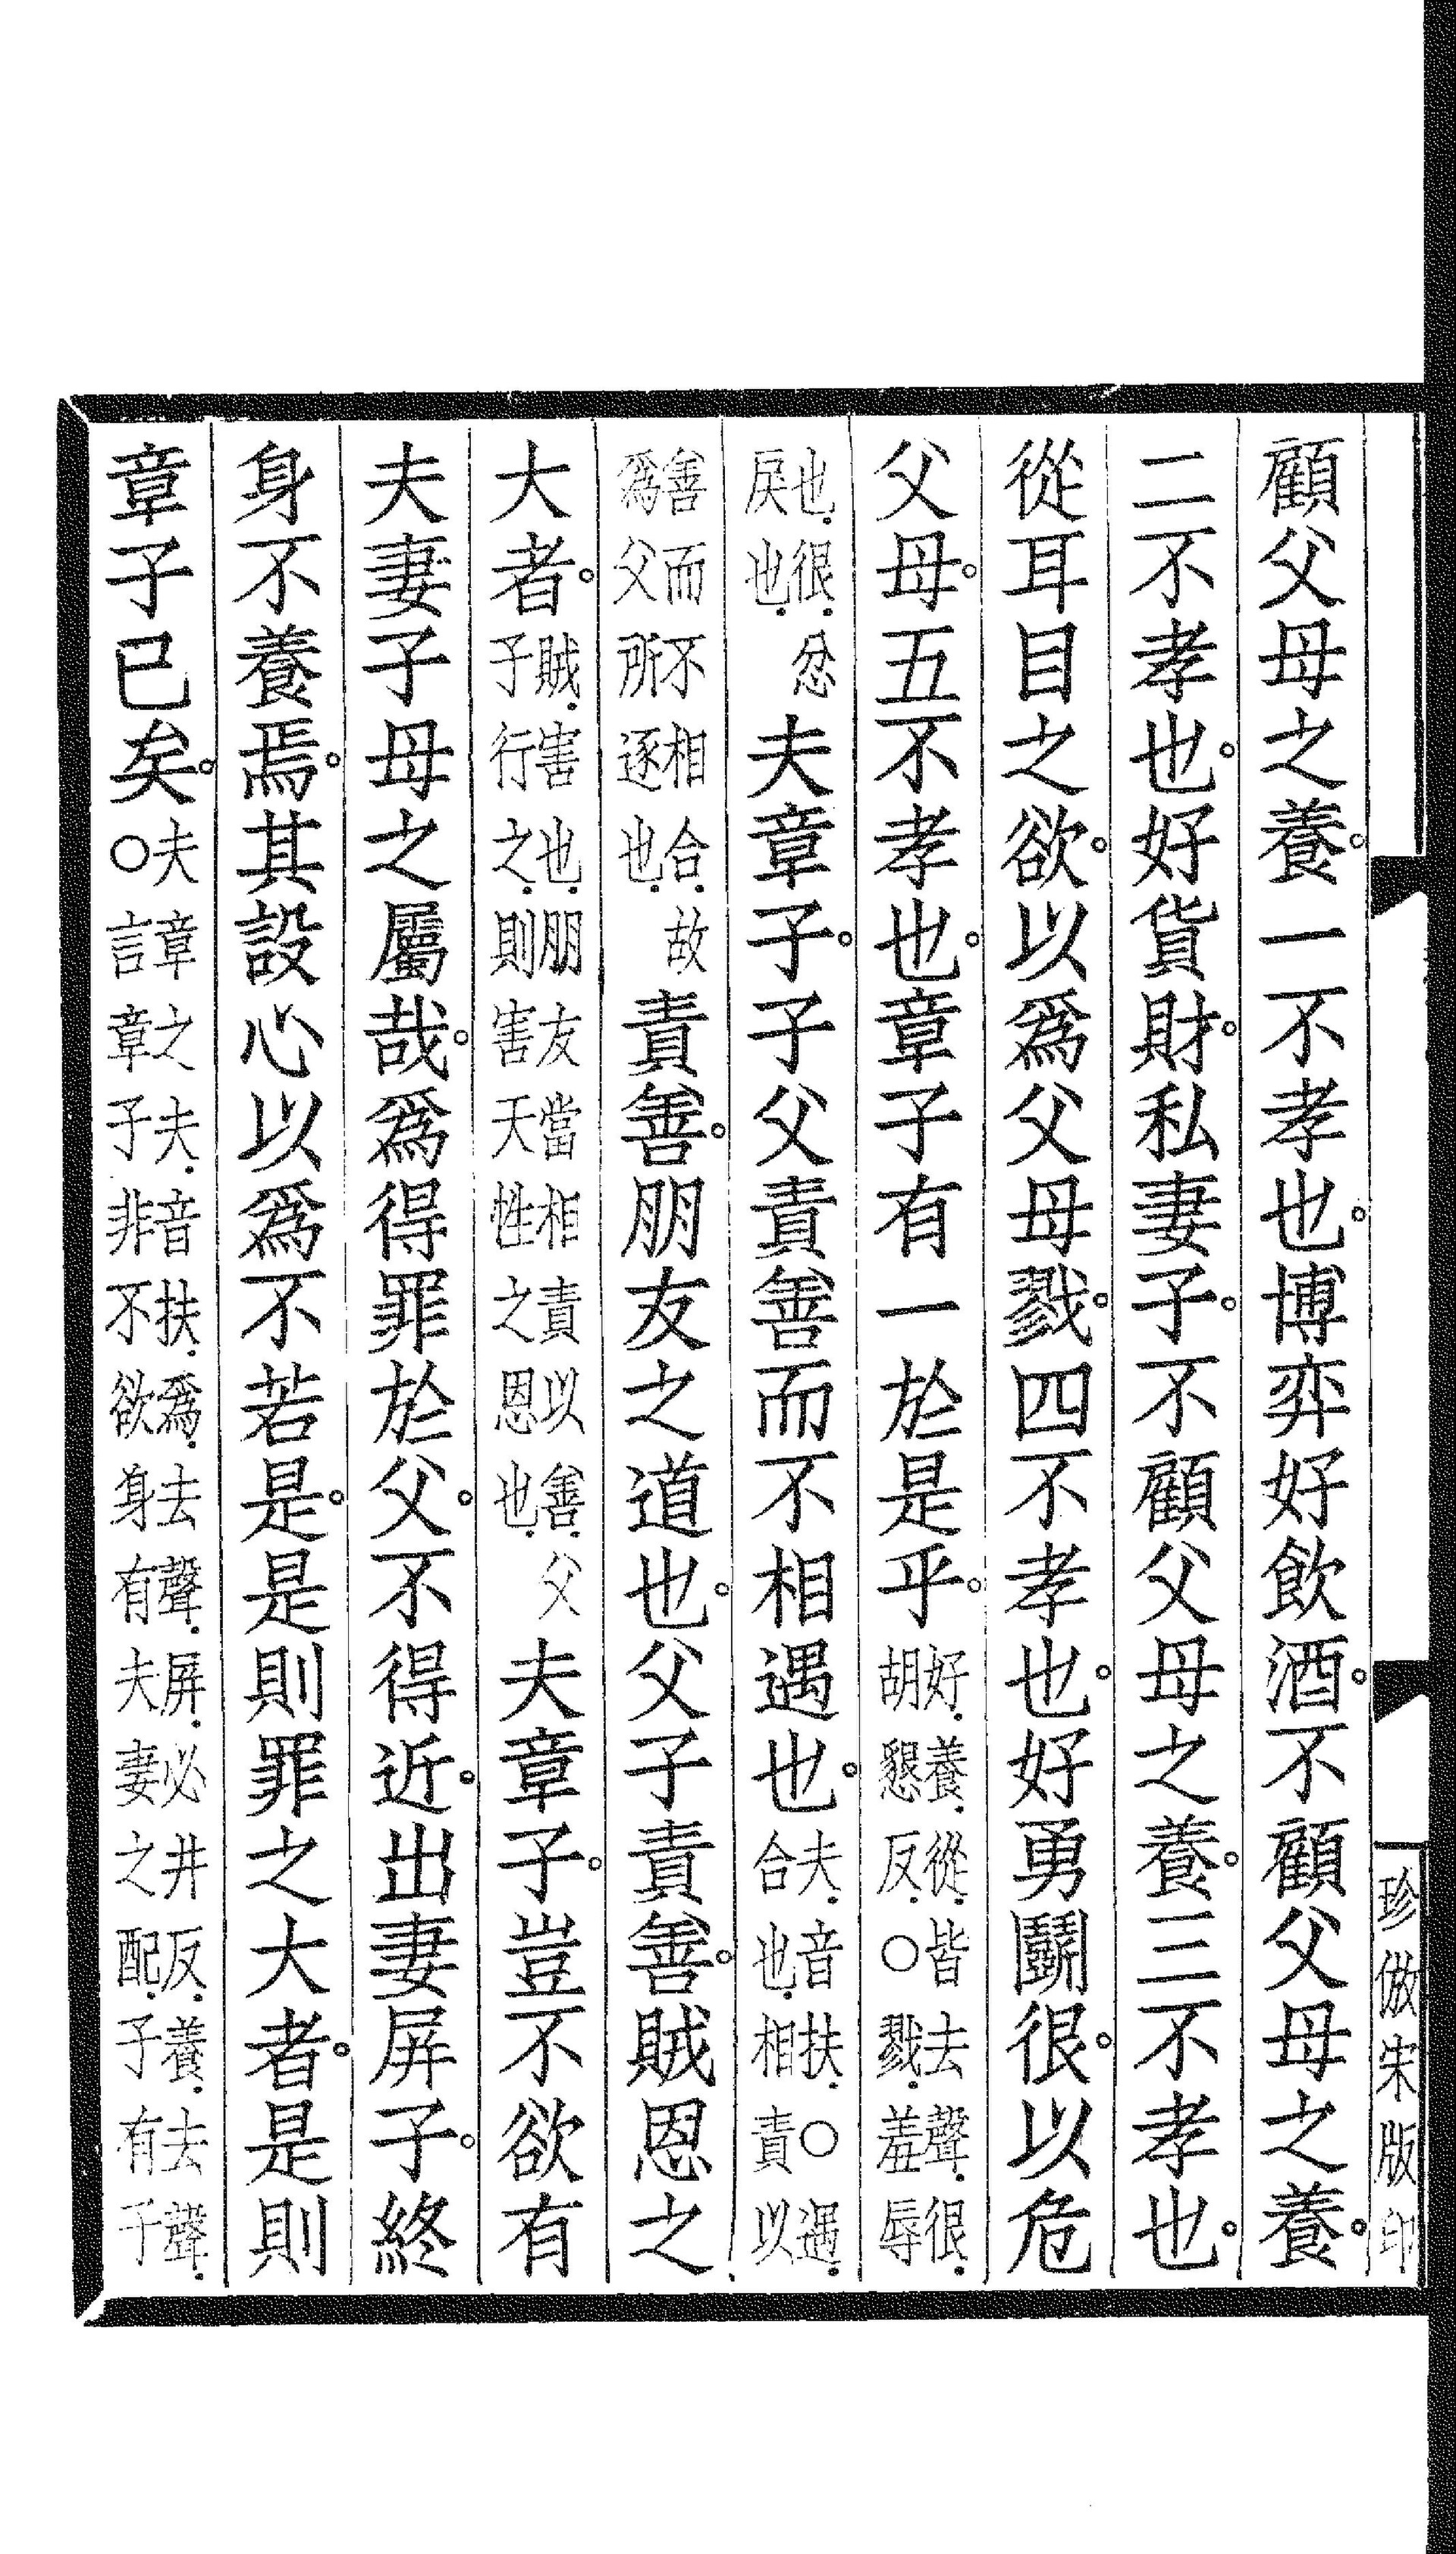 珍倣宋版印
顧父母之養。一不孝也。博弈好飲酒。不顧父母之養。
二不孝也。好貨財。私妻子。不顧父母之養。三不孝也。
從耳目之欲。以爲父母戮。四不孝也。好勇鬭很。以危
父母。五不孝也。章子有一於是乎。好.養.從.皆去聲.很.胡懇反.○戮.羞辱
也.很.忿戾也.夫章子。子父責善而不相遇也。夫.音扶.○遇.合也.相責以
善而不相合.故爲父所逐也.責善。朋友之道也。父子責善。賊恩之
大者。賊.害也.朋友當相責以善.父子行之.則害天性之恩也.夫章子。豈不欲有
夫妻子母之屬哉。爲得罪於父。不得近。出妻屏子。終
身不養焉。其設心以爲不若是。是則罪之大者。是則
章子已矣。夫章之夫.音扶.爲.去聲.屏.必井反.養.去聲.○言章子非不欲身有夫妻之配.子有子